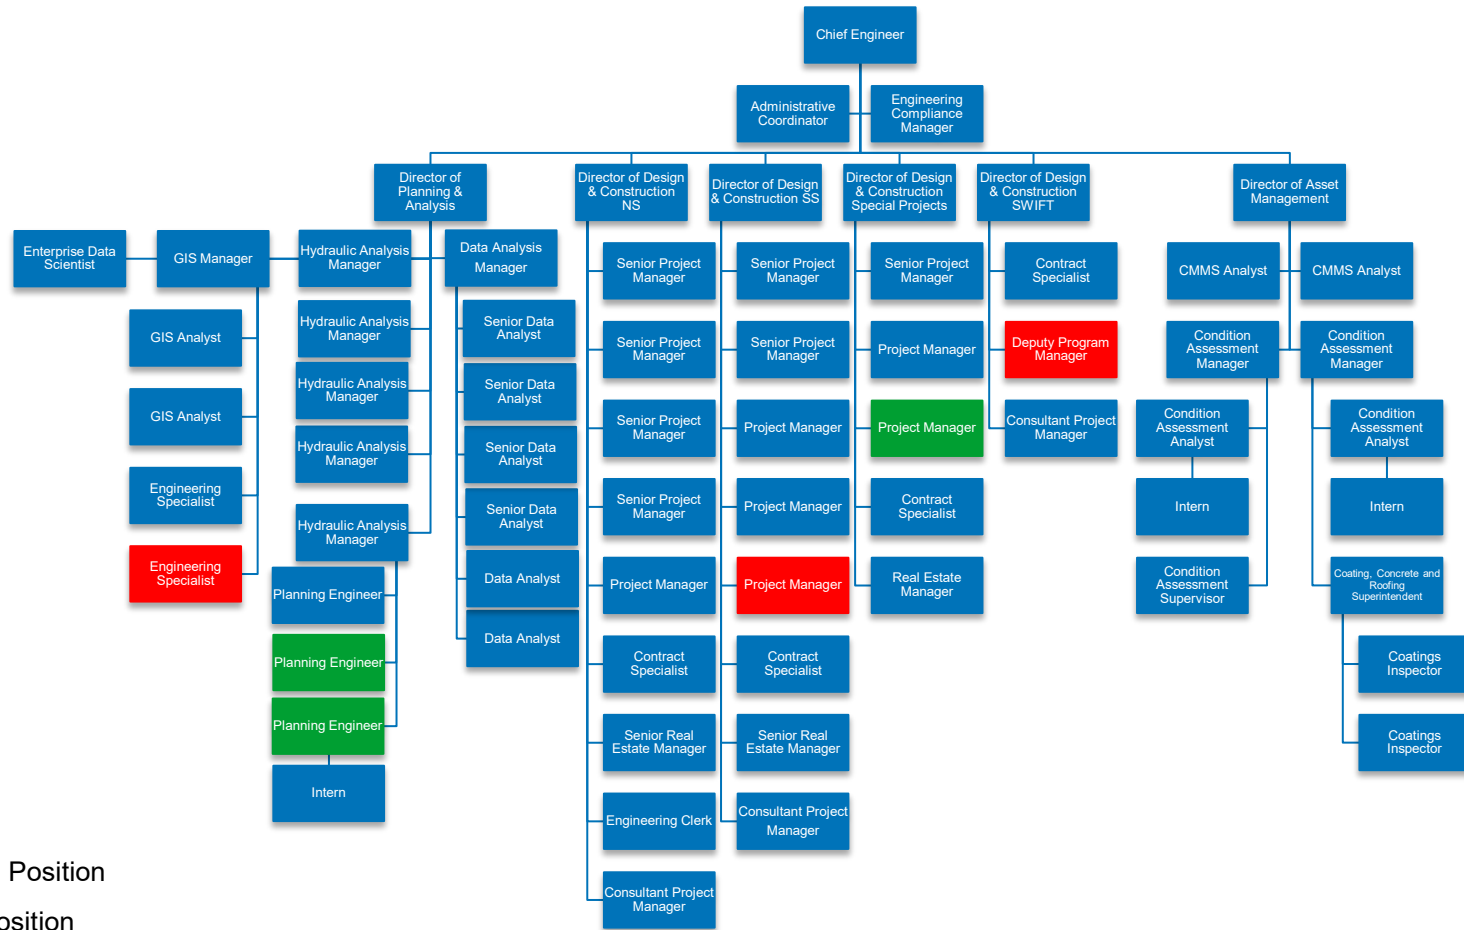 Chief Engineer
Administrative
Coordinator
Engineering
Compliance
Manager
Director of
Planning &
Analysis
Director of Design
& Construction
NS
Director of Design
& Construction SS
Director of Design
& Construction
Special Projects
Director of Design
& Construction
SWIFT
Director of Asset
Management
Enterprise Data
Scientist
GIS Manager
Hydraulic Analysis
Manager
Data Analysis
Manager
GIS Analyst
GIS Analyst
Engineering
Specialist
Engineering
Specialist
Hydraulic Analysis
Manager
Hydraulic Analysis
Manager
Hydraulic Analysis
Manager
Hydraulic Analysis
Manager
Planning Engineer
Planning Engineer
Planning Engineer
Intern
Senior Data
Analyst
Senior Data
Analyst
Senior Data
Analyst
Senior Data
Analyst
Data Analyst
Data Analyst
Senior Project
Manager
Senior Project
Manager
Senior Project
Manager
Senior Project
Manager
Project Manager
Contract
Specialist
Senior Real
Estate Manager
Engineering Clerk
Consultant Project
Manager
Senior Project
Manager
Senior Project
Manager
Project Manager
Project Manager
Project Manager
Contract
Specialist
Senior Real
Estate Manager
Consultant Project
Manager
Senior Project
Manager
Project Manager
Project Manager
Contract
Specialist
Real Estate
Manager
Contract
Specialist
Deputy Program
Manager
Consultant Project
Manager
CMMS Analyst
CMMS Analyst
Condition
Assessment
Manager
Condition
Assessment
Manager
Condition
Assessment
Analyst
Intern
Condition
Assessment
Supervisor
Condition
Assessment
Analyst
Intern
Coating, Concrete and
Roofing
Superintendent
Coatings
Inspector
Coatings
Inspector
Position
osition